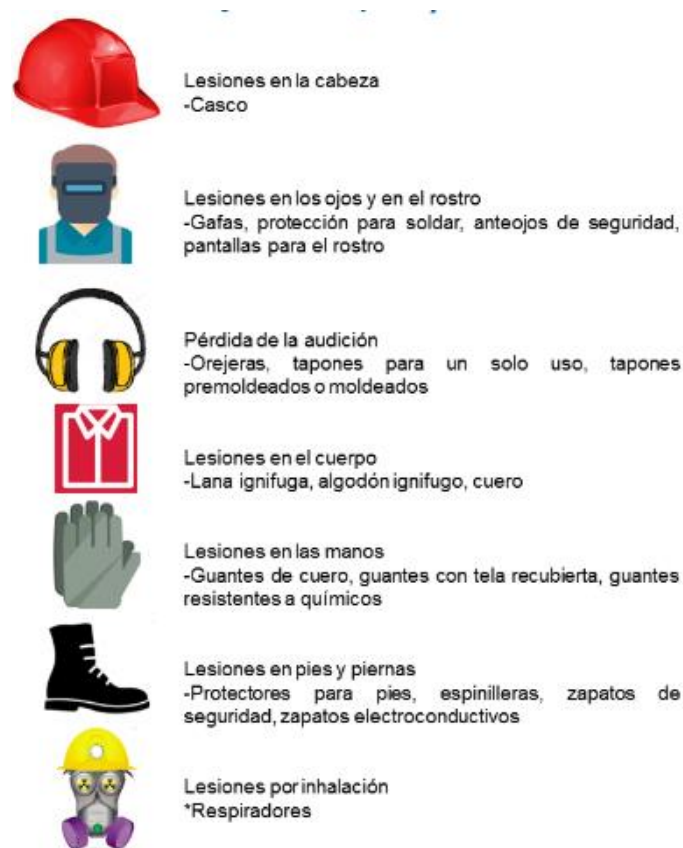 Lesiones en la cabeza
-Casco
Lesiones en los ojos y en el rostro
-Gafas, protección para soldar, anteojos de seguridad,
pantallas para el rostro
Pérdida de la audición
-Orejeras, tapones para un solo uso, tapones
premoldeados o moldeados
Lesiones en el cuerpo
-Lana ignifuga, algodón ignifugo, cuero
Lesiones en las manos
-Guantes de cuero, guantes con tela recubierta, guantes
resistentes a químicos
Lesiones en pies y piernas
-Protectores para pies, espinilleras, zapatos de
seguridad, zapatos electroconductivos
Lesiones por inhalación
*Respiradores